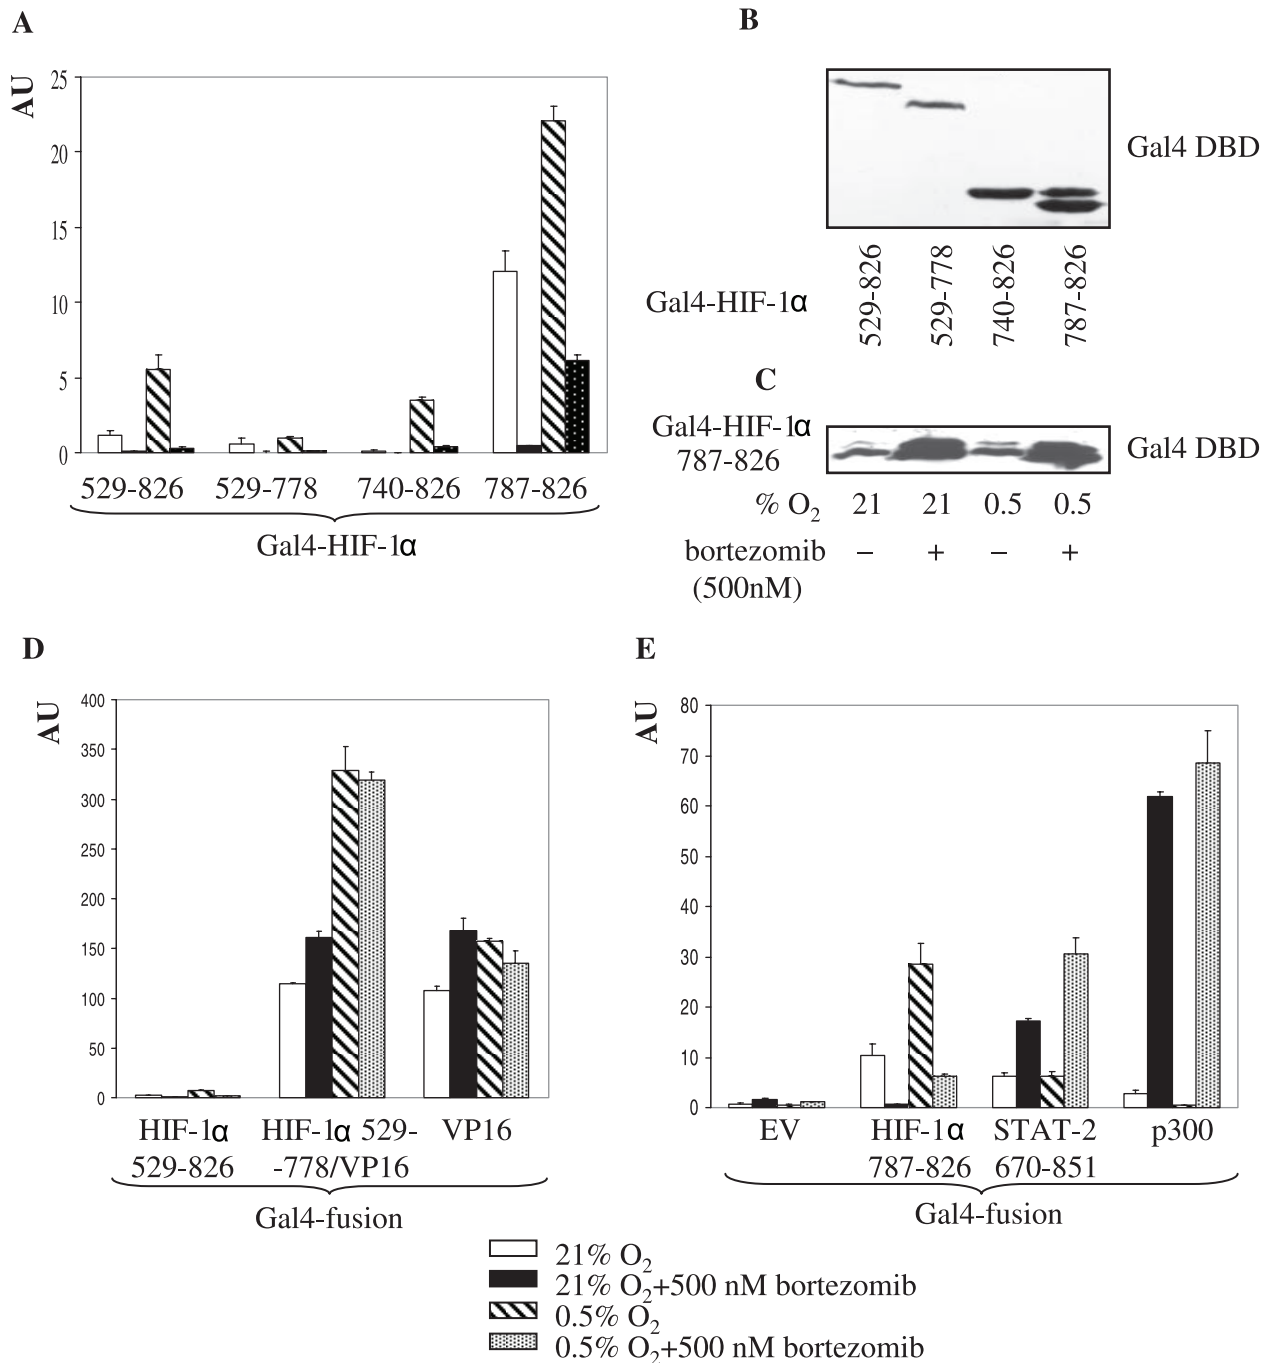 A
AU
25
20
15
10
5
0
529-826 529-778 740-826 787-826
Gal4-HIF-1α
B
Gal4 DBD
Gal4-HIF-1α
529-826
529-778
740-826
787-826
C
Gal4-HIF-1α
787-826
Gal4 DBD
% O2 21 21 0.5 0.5
bortezomib − + − +
(500nM)
D
AU
400
350
300
250
200
150
100
50
0
HIF-1α HIF-1α 529- VP16
529-826 -778/VP16
Gal4-fusion
E
AU
80
70
60
50
40
30
20
10
0
EV HIF-1α STAT-2 p300
787-826 670-851
Gal4-fusion
21% O2
21% O2+500 nM bortezomib
0.5% O2
0.5% O2+500 nM bortezomib